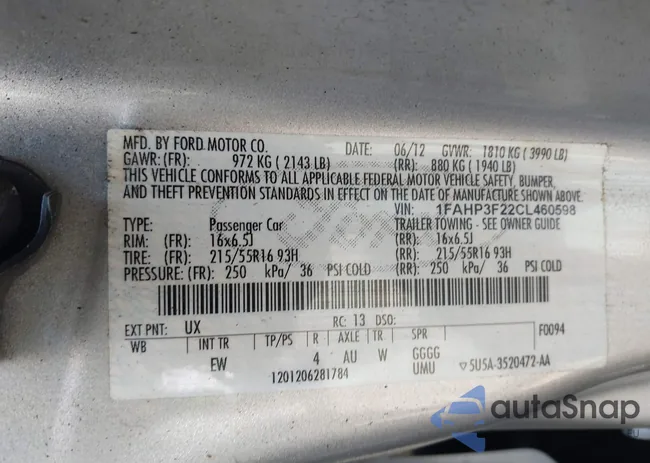 MFD. BY FORD MOTOR CO.
DATE: 06/12 GVWR: 1810 KG ( 3990 LB)
GAWR: (FR): 972 KG ( 2143 LB) (RR): 880 KG ( 1940 LB)
THIS VEHICLE CONFORMS TO ALL APPLICABLE FEDERAL MOTOR VEHICLE SAFETY, BUMPER,
AND THEFT PREVENTION STANDARDS IN EFFECT ON THE DATE OF MANUFACTURE SHOWN ABOVE.
VIN: 1FAHP3F22CL460598
TYPE: Passenger Car TRAILER TOWING - SEE OWNER GUIDE
RIM: (FR): 16x6.5J (RR): 16x6.5J
TIRE: (FR): 215/55R16 93H (RR): 215/55R16 93H
PRESSURE: (FR): 250 kPa/ 36 PSI COLD (RR): 250 kPa/ 36 PSI COLD
EXT PNT: UX RC: 13 DSO: F0094
WB INT TR TP/PS R AXLE TR SPR
EW 4 AU W GGGG
UMU
1201206281784
5U5A-3520472-AA
autoSnap